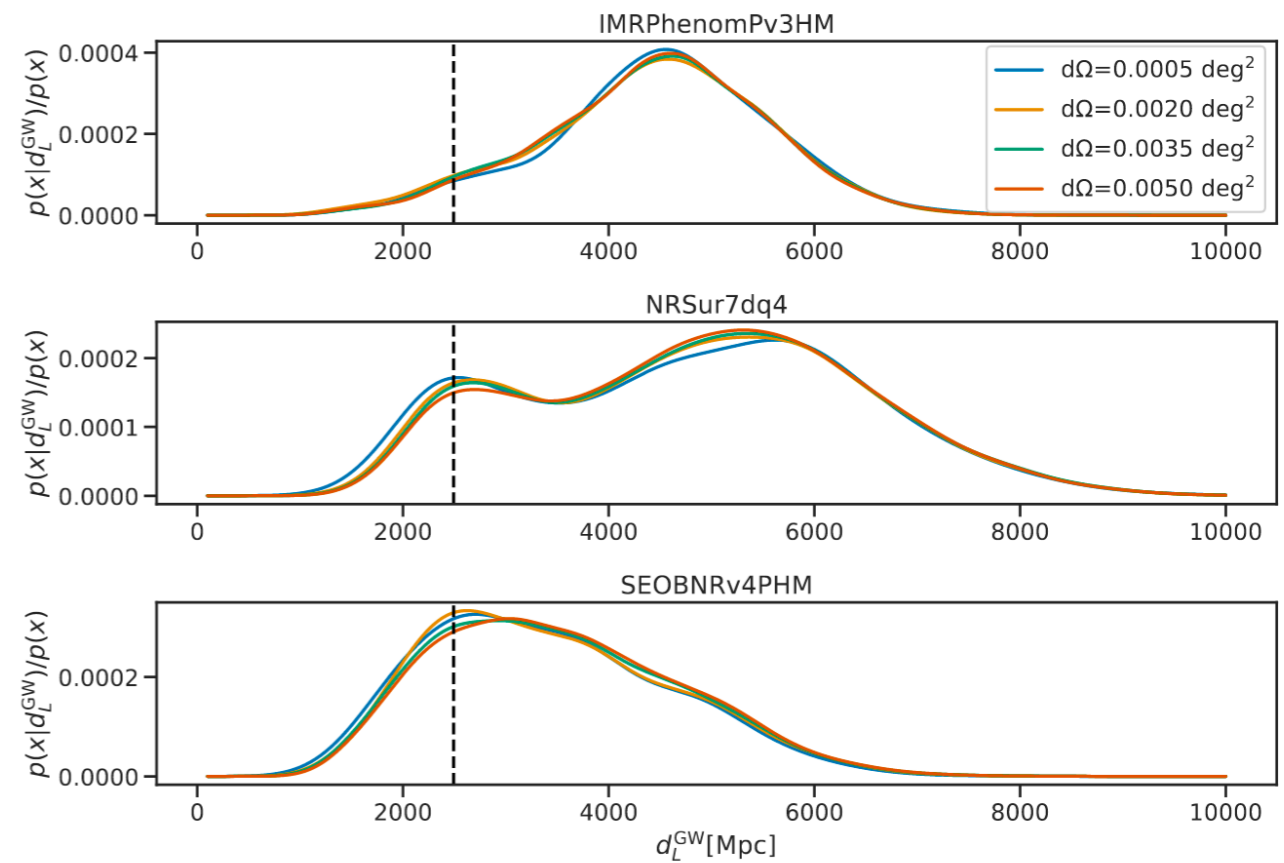 IMRPhenomPv3HM
p(x|d_L^GW)/p(x)
0.0004
0.0002
0.0000
dΩ=0.0005 deg²
dΩ=0.0020 deg²
dΩ=0.0035 deg²
dΩ=0.0050 deg²
0 2000 4000 6000 8000 10000
NRSur7dq4
p(x|d_L^GW)/p(x)
0.0002
0.0001
0.0000
0 2000 4000 6000 8000 10000
SEOBNRv4PHM
p(x|d_L^GW)/p(x)
0.0002
0.0000
0 2000 4000 6000 8000 10000
d_L^GW[Mpc]